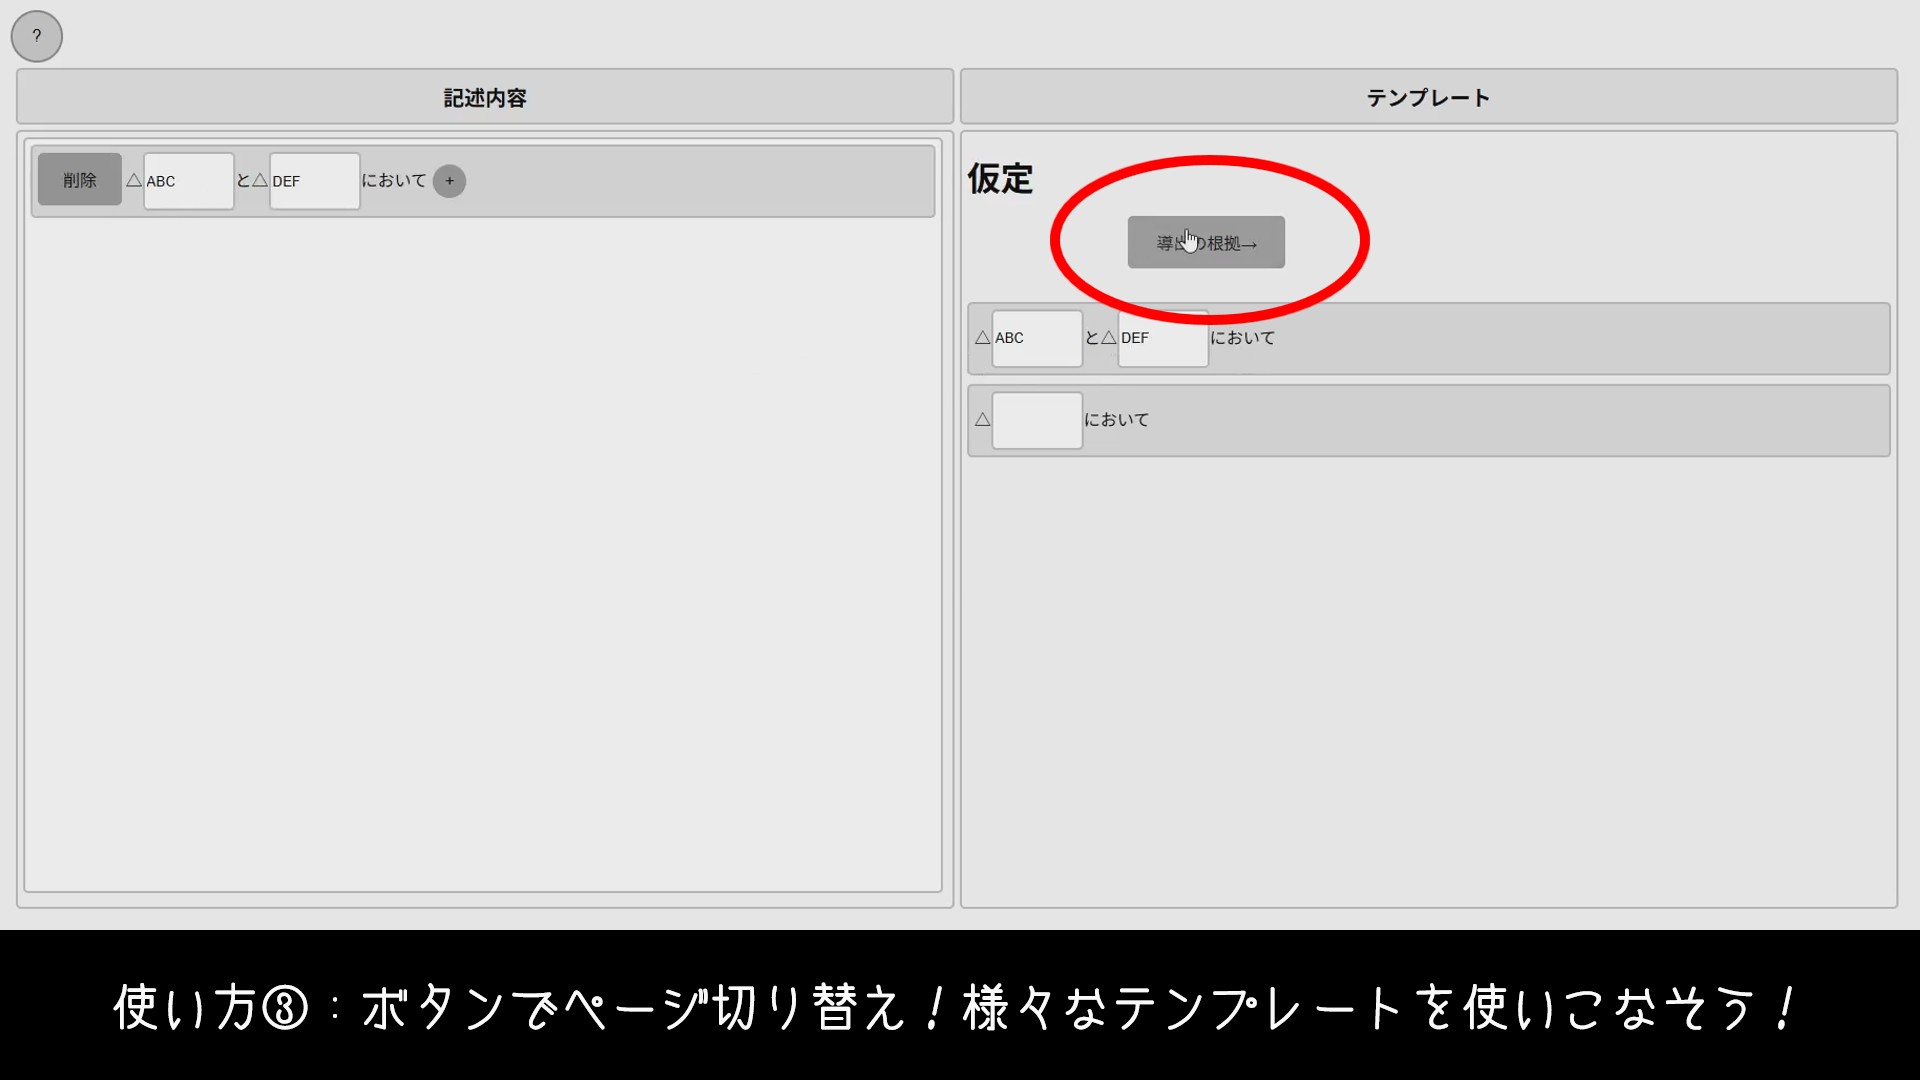 ?
記述内容
テンプレート
削除 △ ABC と△ DEF において +
仮定
導出の根拠→
△ ABC と△ DEF において
△ において
使い方③：ボタンでページ切り替え！様々なテンプレートを使いこなそう！